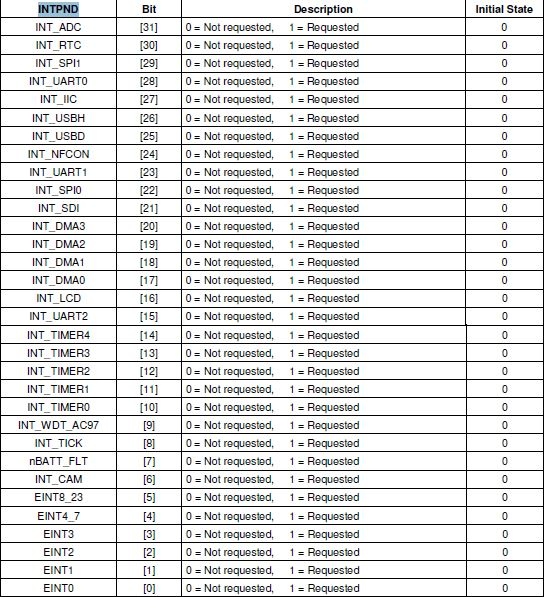 INTPND Bit Description Initial State
INT_ADC [31] 0 = Not requested, 1 = Requested 0
INT_RTC [30] 0 = Not requested, 1 = Requested 0
INT_SPI1 [29] 0 = Not requested, 1 = Requested 0
INT_UART0 [28] 0 = Not requested, 1 = Requested 0
INT_IIC [27] 0 = Not requested, 1 = Requested 0
INT_USBH [26] 0 = Not requested, 1 = Requested 0
INT_USBD [25] 0 = Not requested, 1 = Requested 0
INT_NFCON [24] 0 = Not requested, 1 = Requested 0
INT_UART1 [23] 0 = Not requested, 1 = Requested 0
INT_SPI0 [22] 0 = Not requested, 1 = Requested 0
INT_SDI [21] 0 = Not requested, 1 = Requested 0
INT_DMA3 [20] 0 = Not requested, 1 = Requested 0
INT_DMA2 [19] 0 = Not requested, 1 = Requested 0
INT_DMA1 [18] 0 = Not requested, 1 = Requested 0
INT_DMA0 [17] 0 = Not requested, 1 = Requested 0
INT_LCD [16] 0 = Not requested, 1 = Requested 0
INT_UART2 [15] 0 = Not requested, 1 = Requested 0
INT_TIMER4 [14] 0 = Not requested, 1 = Requested 0
INT_TIMER3 [13] 0 = Not requested, 1 = Requested 0
INT_TIMER2 [12] 0 = Not requested, 1 = Requested 0
INT_TIMER1 [11] 0 = Not requested, 1 = Requested 0
INT_TIMER0 [10] 0 = Not requested, 1 = Requested 0
INT_WDT_AC97 [9] 0 = Not requested, 1 = Requested 0
INT_TICK [8] 0 = Not requested, 1 = Requested 0
nBATT_FLT [7] 0 = Not requested, 1 = Requested 0
INT_CAM [6] 0 = Not requested, 1 = Requested 0
EINT8_23 [5] 0 = Not requested, 1 = Requested 0
EINT4_7 [4] 0 = Not requested, 1 = Requested 0
EINT3 [3] 0 = Not requested, 1 = Requested 0
EINT2 [2] 0 = Not requested, 1 = Requested 0
EINT1 [1] 0 = Not requested, 1 = Requested 0
EINT0 [0] 0 = Not requested, 1 = Requested 0